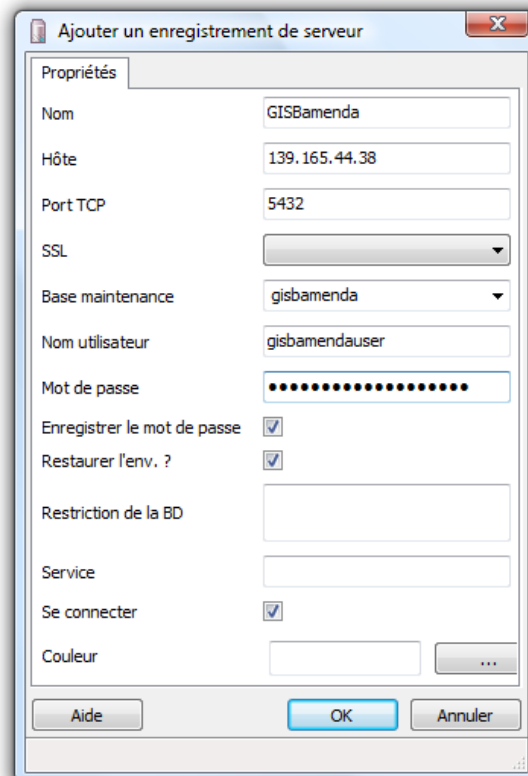 Ajouter un enregistrement de serveur
Propriétés
Nom GISBamenda
Hôte 139.165.44.38
Port TCP 5432
SSL
Base maintenance gisbamenda
Nom utilisateur gisbamendauser
Mot de passe •••••••••••••••••••
Enregistrer le mot de passe
Restaurer l'env. ?
Restriction de la BD
Service
Se connecter
Couleur ...
Aide OK Annuler